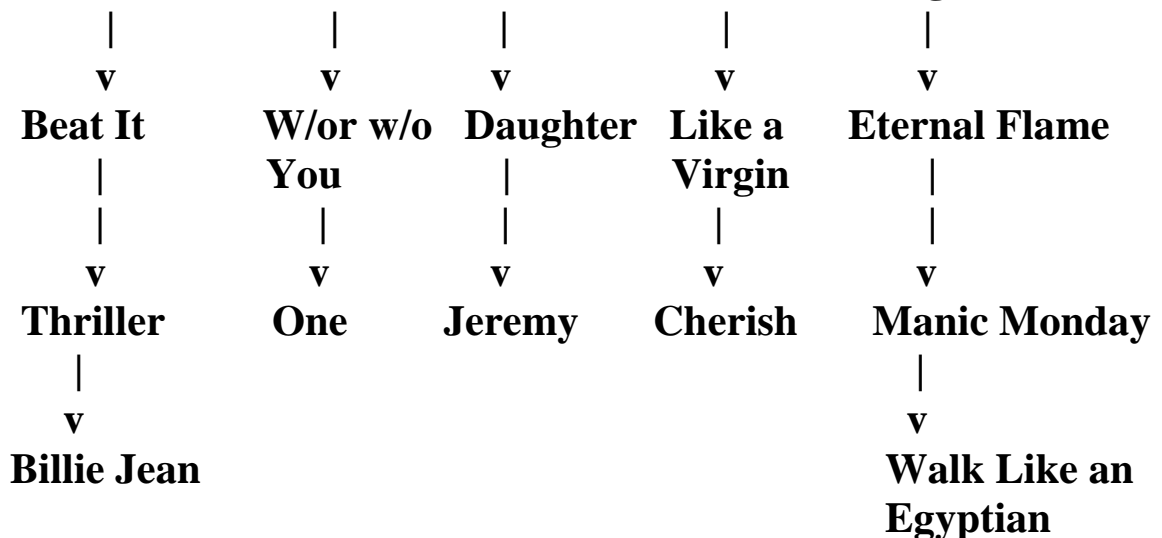 |          |          |          |          |
v          v          v          v          v
Beat It W/or w/o Daughter Like a Eternal Flame
| You | Virgin |
|          |          |          |          |
v          v          v          v          v
Thriller One Jeremy Cherish Manic Monday
|          |
v          v
Billie Jean Walk Like an
Egyptian